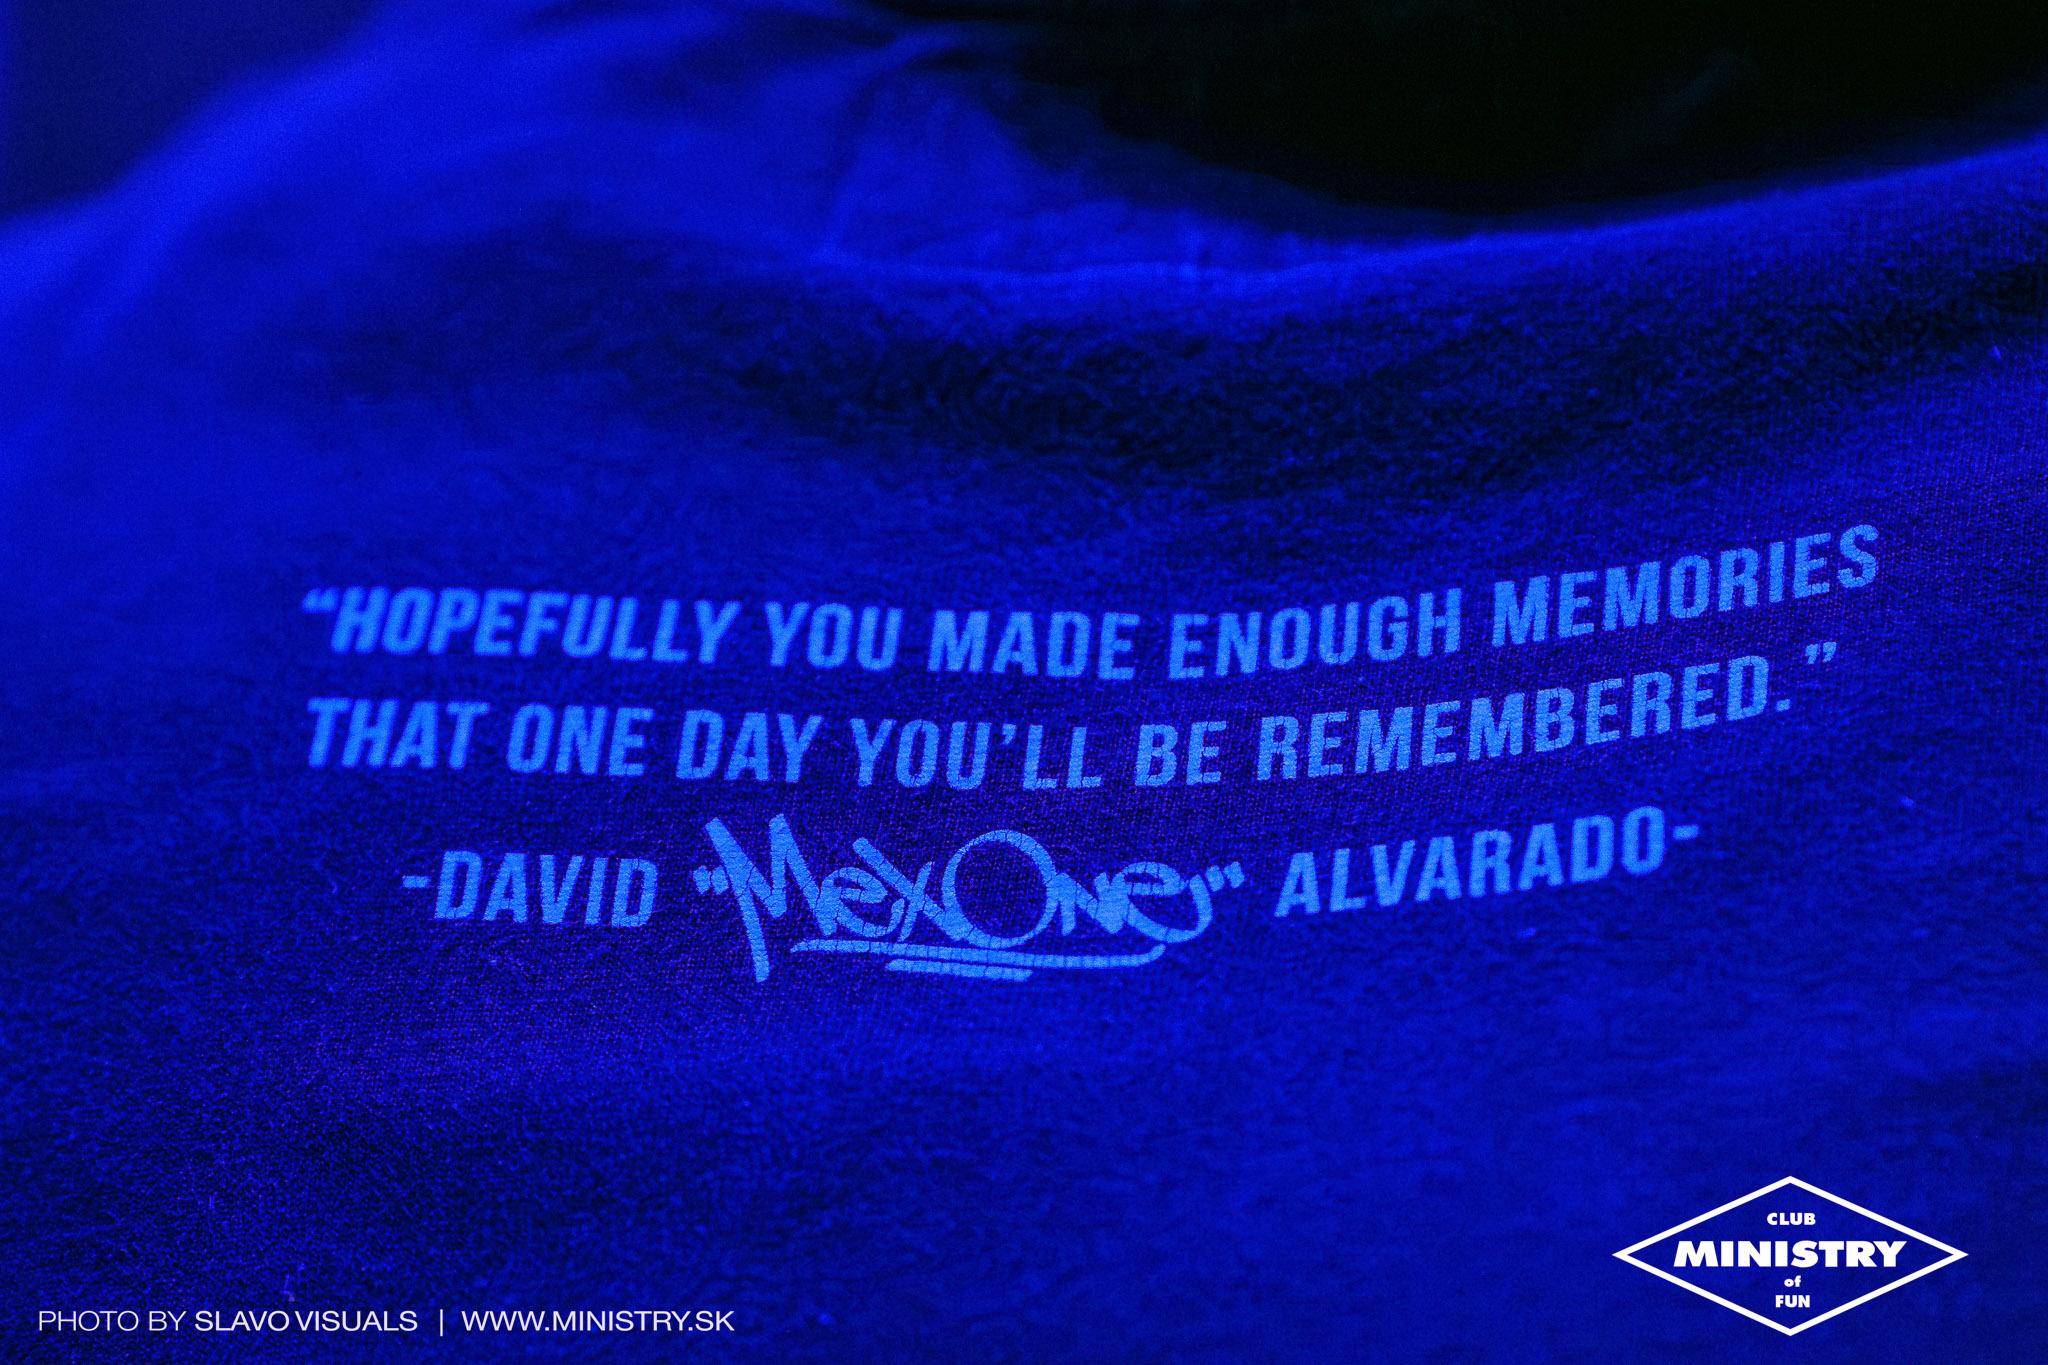 “HOPEFULLY YOU MADE ENOUGH MEMORIES
THAT ONE DAY YOU’LL BE REMEMBERED.”
-DAVID “MexOne” ALVARADO-
CLUB
MINISTRY
of
FUN
PHOTO BY SLAVO VISUALS | WWW.MINISTRY.SK